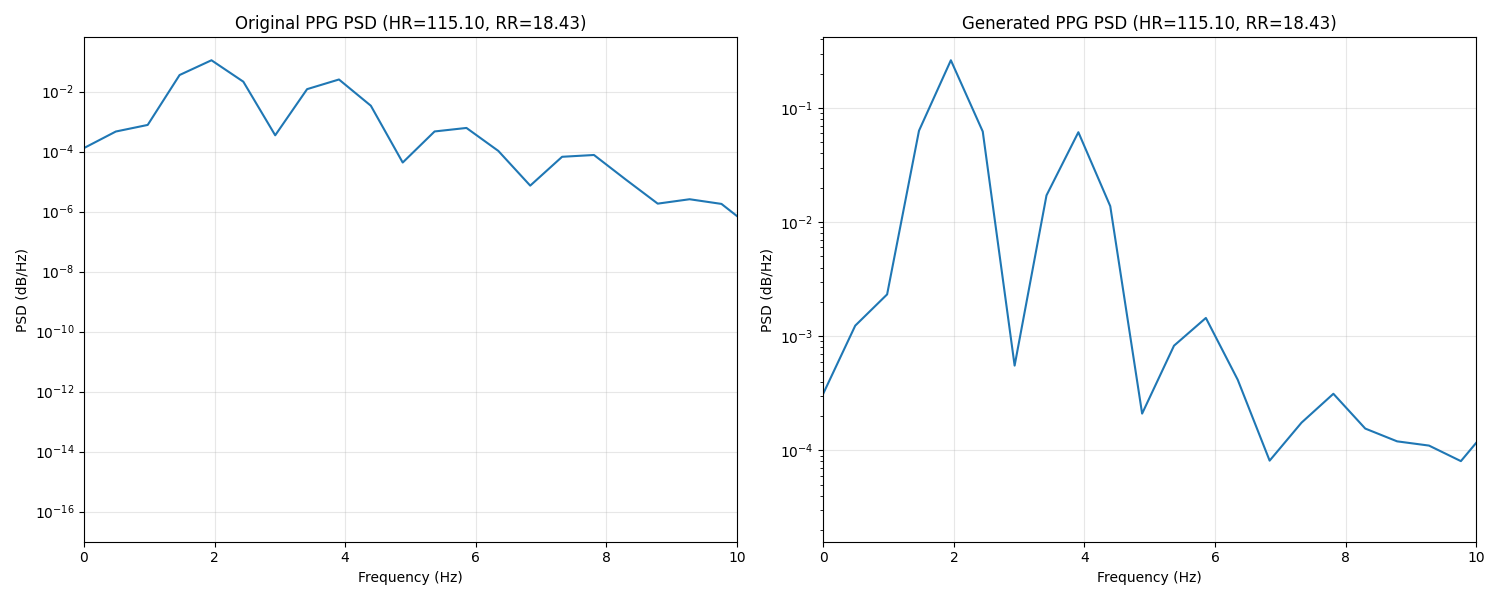 Original PPG PSD (HR=115.10, RR=18.43)
10⁻²
10⁻⁴
10⁻⁶
10⁻⁸
10⁻¹⁰
10⁻¹²
10⁻¹⁴
10⁻¹⁶
PSD (dB/Hz)
0 2 4 6 8 10
Frequency (Hz)
Generated PPG PSD (HR=115.10, RR=18.43)
10⁻¹
10⁻²
10⁻³
10⁻⁴
PSD (dB/Hz)
0 2 4 6 8 10
Frequency (Hz)